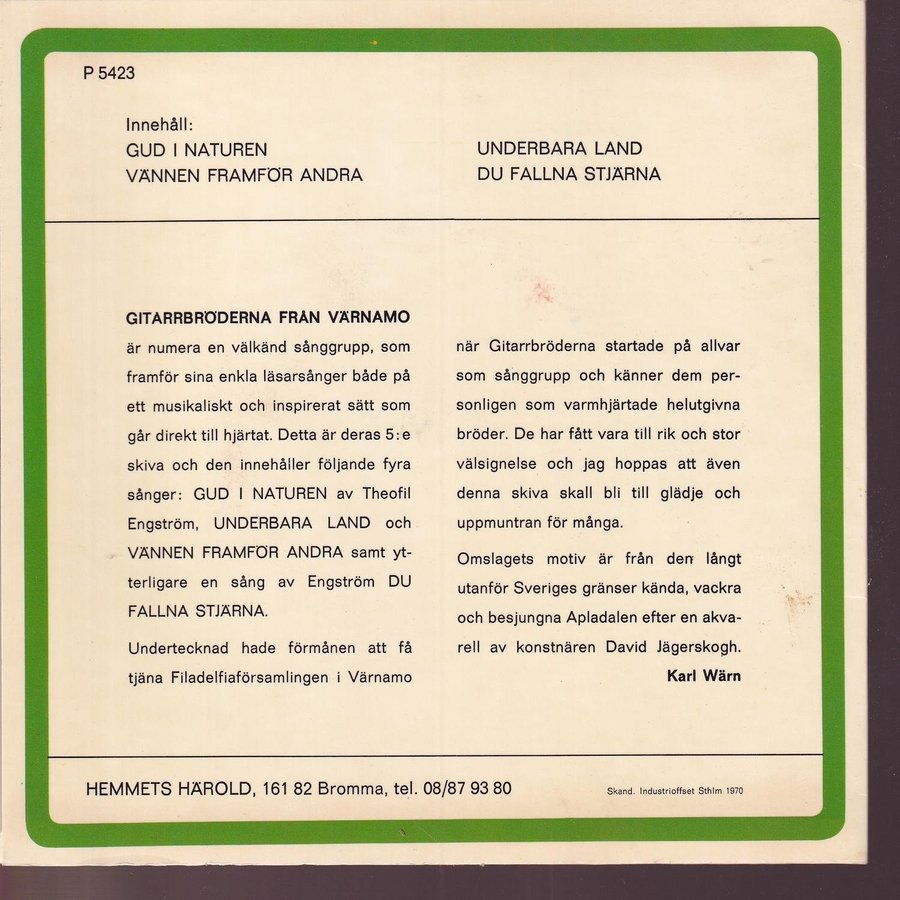 P 5423
Innehåll:
GUD I NATUREN
VÄNNEN FRAMFÖR ANDRA
UNDERBARA LAND
DU FALLNA STJÄRNA
GITARRBRÖDERNA FRÅN VÄRNAMO
är numera en välkänd sånggrupp, som
framför sina enkla läsarsånger både på
ett musikaliskt och inspirerat sätt som
går direkt till hjärtat. Detta är deras 5:e
skiva och den innehåller följande fyra
sånger: GUD I NATUREN av Theofil
Engström, UNDERBARA LAND och
VÄNNEN FRAMFÖR ANDRA samt yt-
terligare en sång av Engström DU
FALLNA STJÄRNA.
Undertecknad hade förmånen att få
tjäna Filadelfiaförsamlingen i Värnamo
när Gitarrbröderna startade på allvar
som sånggrupp och känner dem per-
sonligen som varmhjärtade helutgivna
bröder. De har fått vara till rik och stor
välsignelse och jag hoppas att även
denna skiva skall bli till glädje och
uppmuntran för många.
Omslagets motiv är från den långt
utanför Sveriges gränser kända, vackra
och besjungna Apladalen efter en akva-
rell av konstnären David Jägerskogh.
Karl Wärn
HEMMETS HÄROLD, 161 82 Bromma, tel. 08/87 93 80
Skand. Industrioffset Sthlm 1970